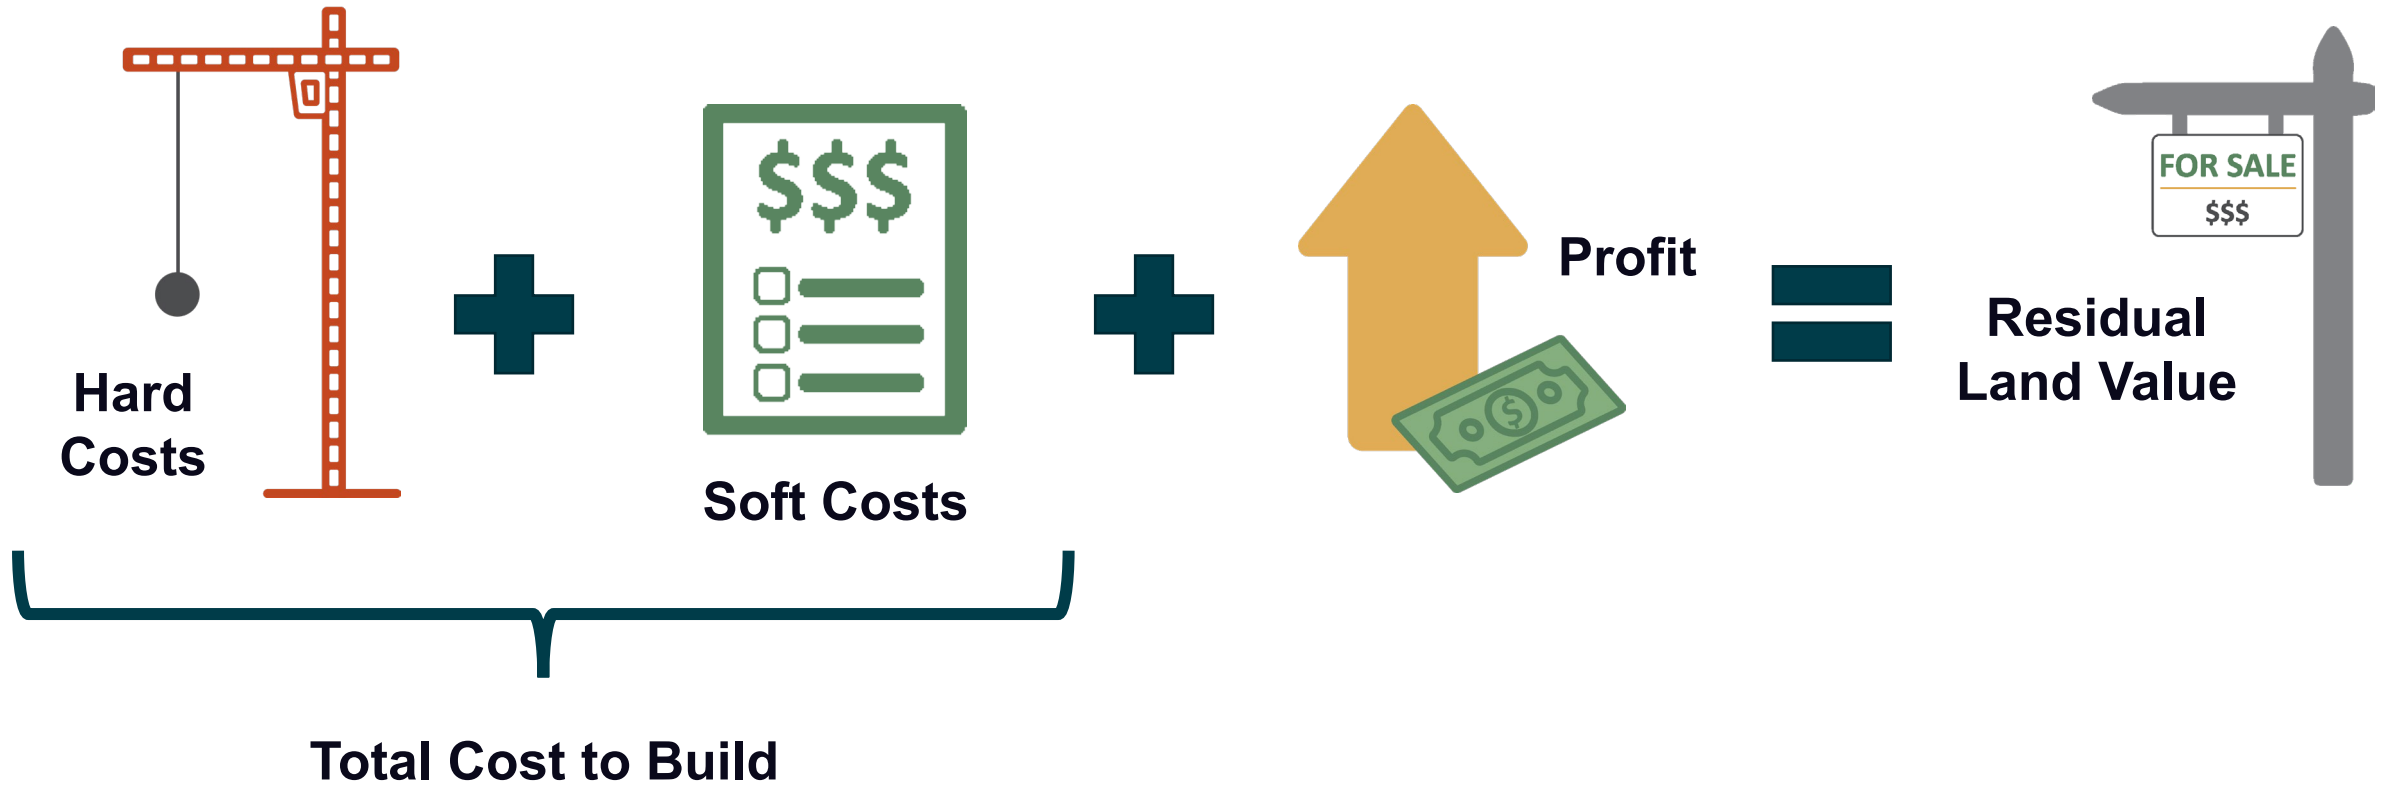 Hard
Costs
$$$
Soft Costs
Profit
$
Residual
Land Value
FOR SALE
$$$
Total Cost to Build